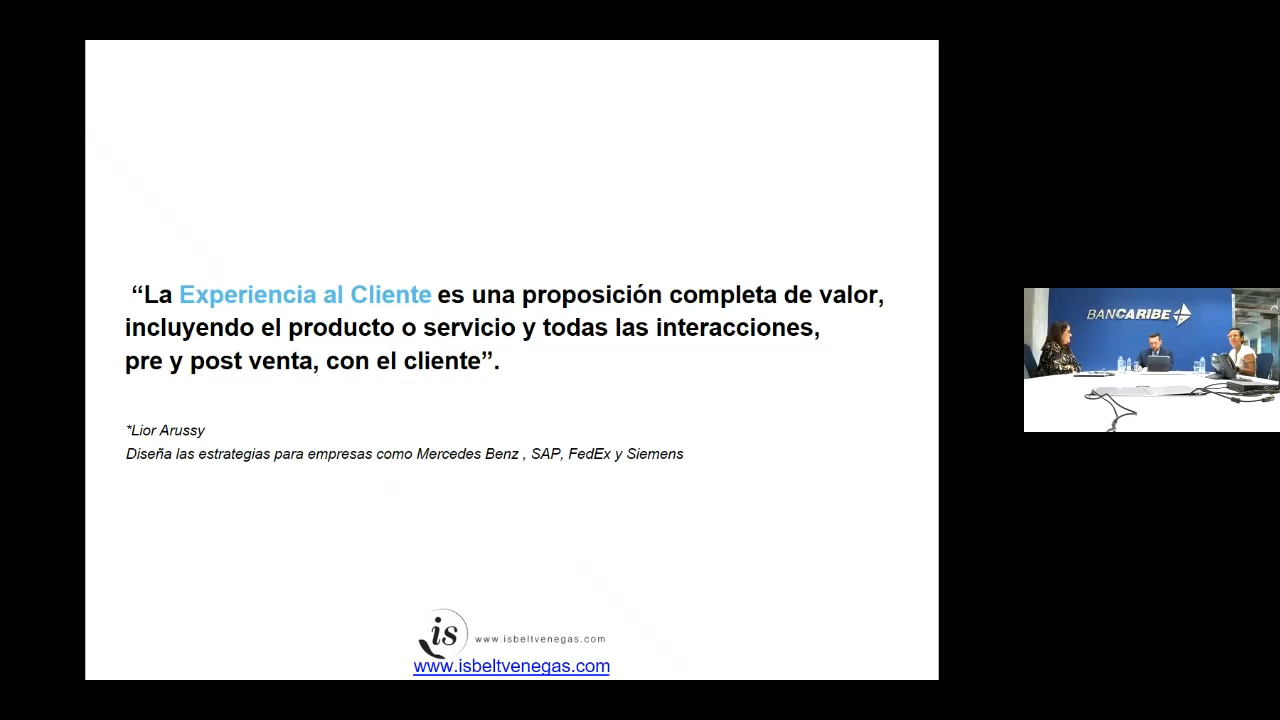 “La Experiencia al Cliente es una proposición completa de valor,
incluyendo el producto o servicio y todas las interacciones,
pre y post venta, con el cliente”.
*Lior Arussy
Diseña las estrategias para empresas como Mercedes Benz , SAP, FedEx y Siemens
is
www.isbeltvenegas.com
www.isbeltvenegas.com
BANCARIBE